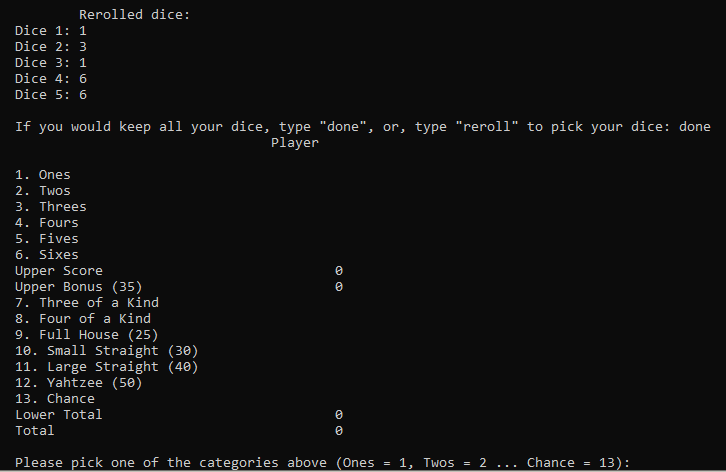 Rerolled dice:
Dice 1: 1
Dice 2: 3
Dice 3: 1
Dice 4: 6
Dice 5: 6
If you would keep all your dice, type "done", or, type "reroll" to pick your dice: done
Player
1. Ones
2. Twos
3. Threes
4. Fours
5. Fives
6. Sixes
Upper Score 0
Upper Bonus (35) 0
7. Three of a Kind
8. Four of a Kind
9. Full House (25)
10. Small Straight (30)
11. Large Straight (40)
12. Yahtzee (50)
13. Chance
Lower Total 0
Total 0
Please pick one of the categories above (Ones = 1, Twos = 2 ... Chance = 13):